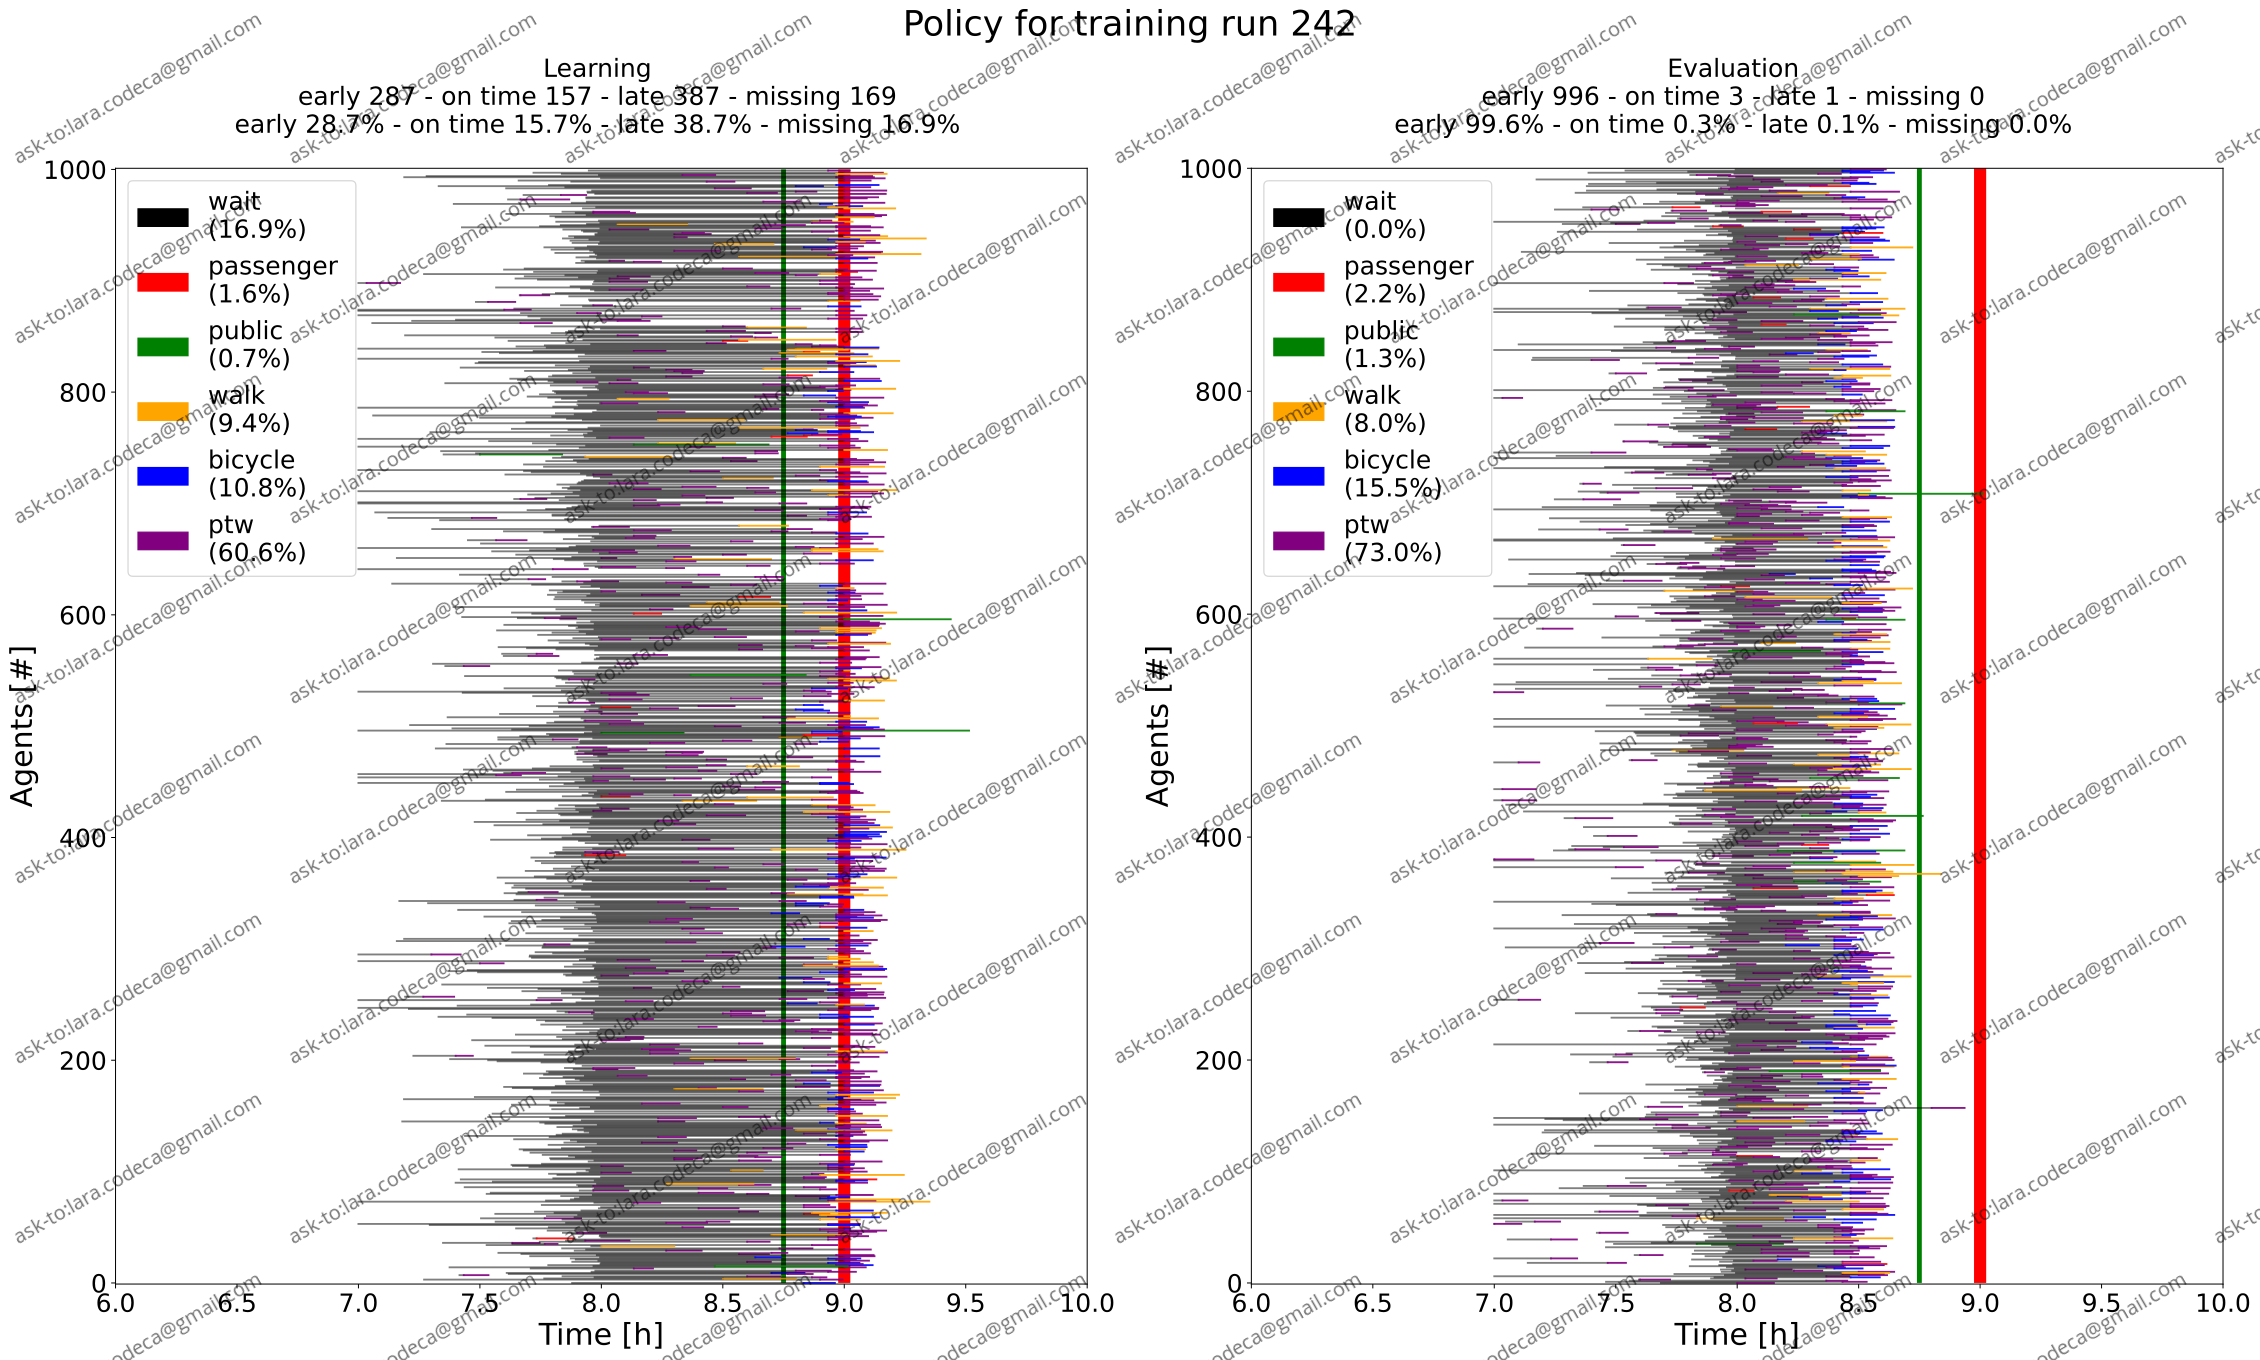 Policy for training run 242
Learning
early 287 - on time 157 - late 387 - missing 169
early 28.7% - on time 15.7% - late 38.7% - missing 16.9%
1000
800
600
400
200
0
Agents [#]
wait
(16.9%)
passenger
(1.6%)
public
(0.7%)
walk
(9.4%)
bicycle
(10.8%)
ptw
(60.6%)
6.0 6.5 7.0 7.5 8.0 8.5 9.0 9.5 10.0
Time [h]
Evaluation
early 996 - on time 3 - late 1 - missing 0
early 99.6% - on time 0.3% - late 0.1% - missing 0.0%
1000
800
600
400
200
0
Agents [#]
wait
(0.0%)
passenger
(2.2%)
public
(1.3%)
walk
(8.0%)
bicycle
(15.5%)
ptw
(73.0%)
6.0 6.5 7.0 7.5 8.0 8.5 9.0 9.5 10.0
Time [h]
ask-to:lara.codeca@gmail.com